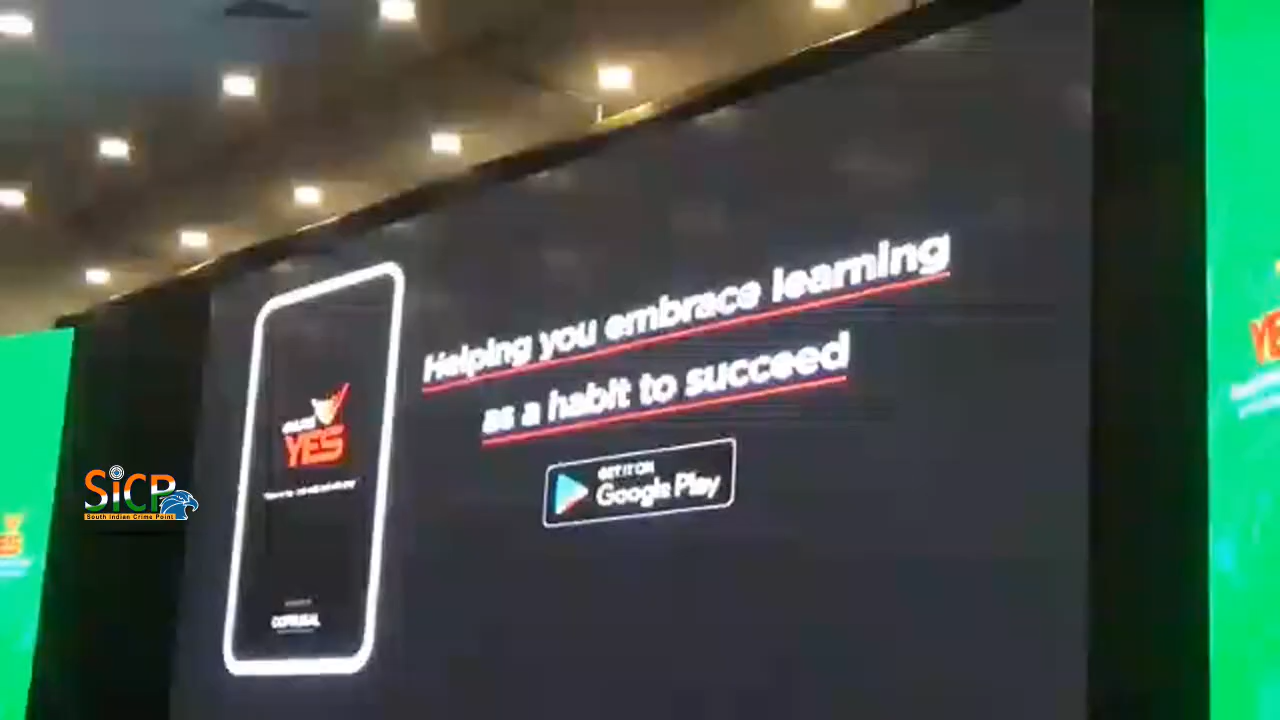 Helping you embrace learning
as a habit to succeed
GET IT ON
Google Play
YES
SiCP
South Indian Crime Point
YES